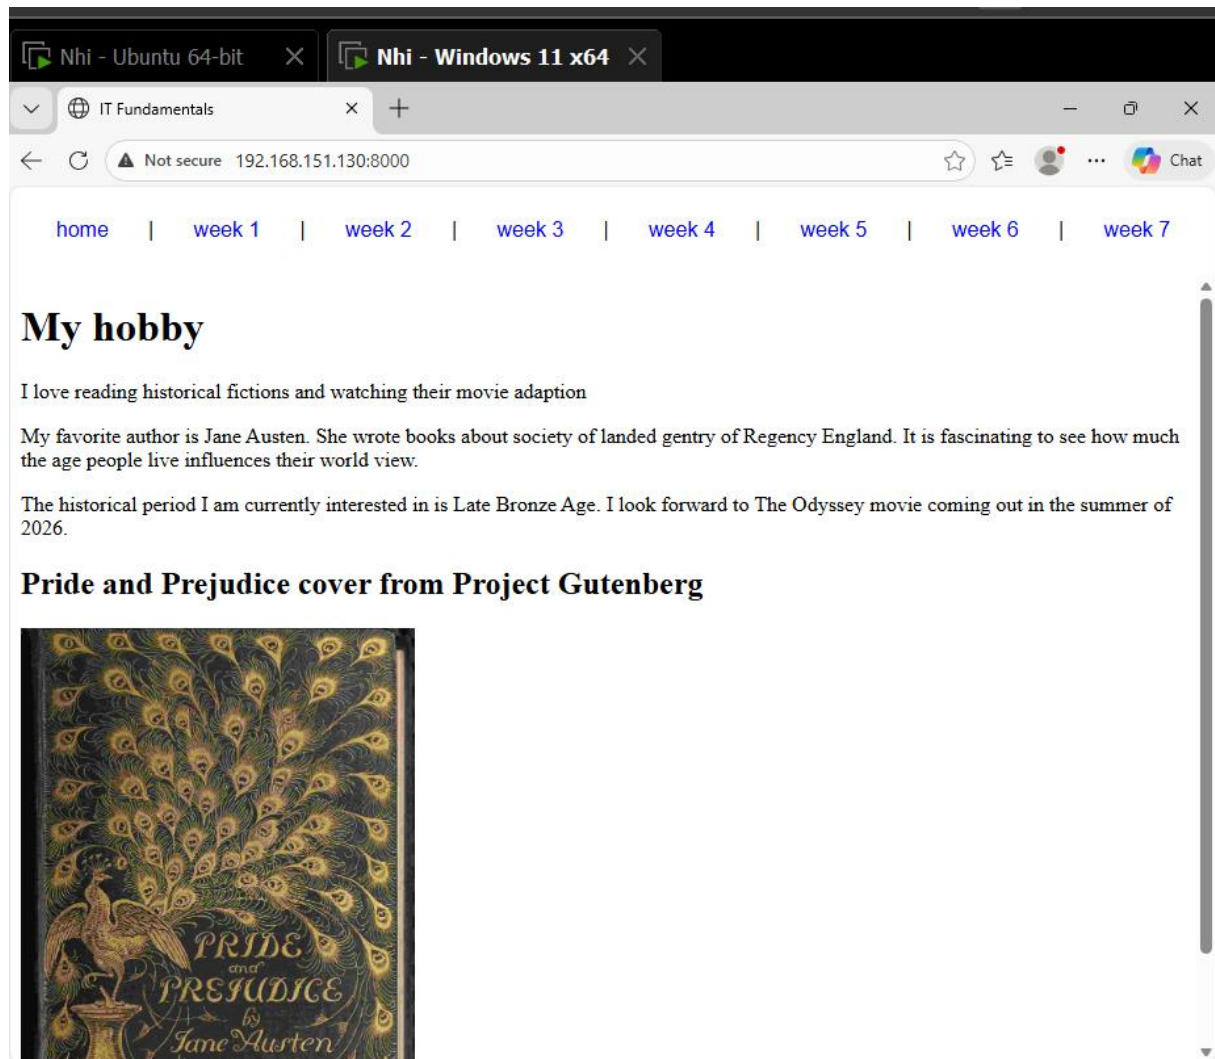 Nhi - Ubuntu 64-bit
Nhi - Windows 11 x64
IT Fundamentals
Not secure 192.168.151.130:8000
Chat
home | week 1 | week 2 | week 3 | week 4 | week 5 | week 6 | week 7
My hobby
I love reading historical fictions and watching their movie adaption
My favorite author is Jane Austen. She wrote books about society of landed gentry of Regency England. It is fascinating to see how much
the age people live influences their world view.
The historical period I am currently interested in is Late Bronze Age. I look forward to The Odyssey movie coming out in the summer of
2026.
Pride and Prejudice cover from Project Gutenberg
PRIDE
and
PREJUDICE
by
Jane Austen